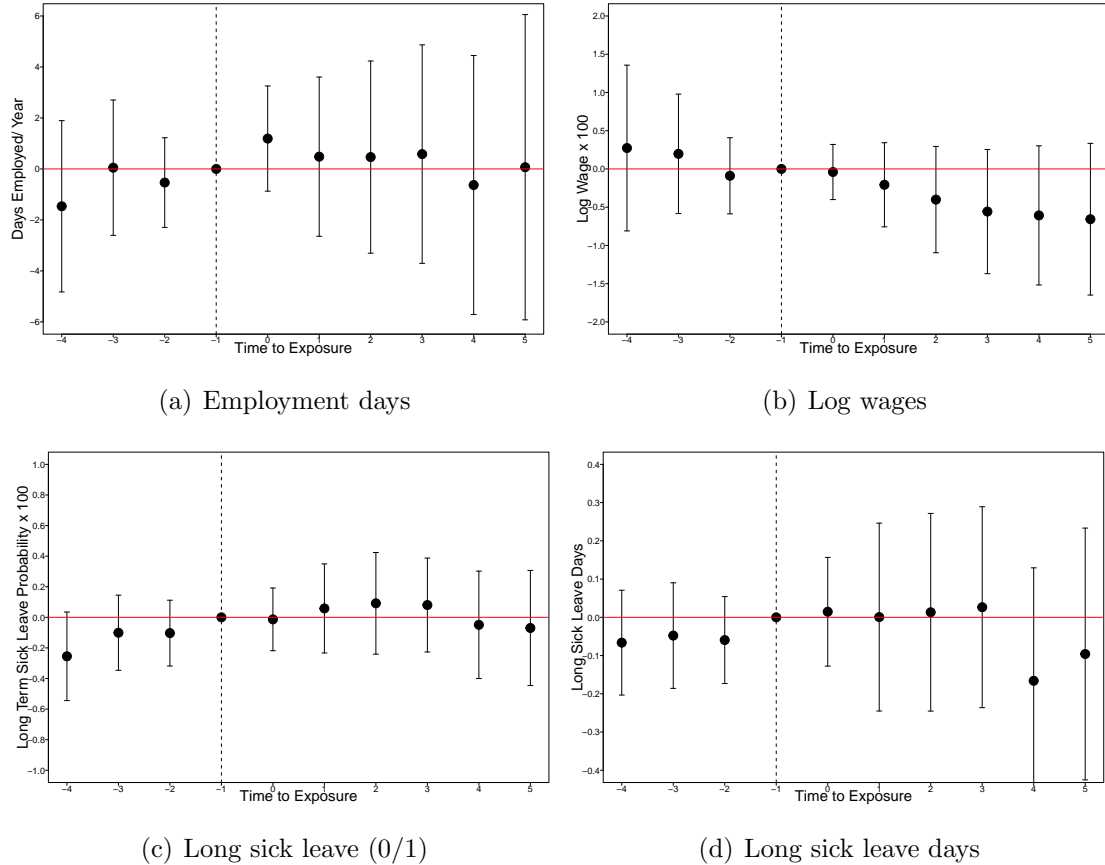 6
4
2
0
−2
−4
−6
Days Employed/ Year
−4 −3 −2 −1 0 1 2 3 4 5
Time to Exposure
(a) Employment days
2.0
1.5
1.0
0.5
0.0
−0.5
−1.0
−1.5
−2.0
Log Wage x 100
−4 −3 −2 −1 0 1 2 3 4 5
Time to Exposure
(b) Log wages
1.0
0.8
0.6
0.4
0.2
0.0
−0.2
−0.4
−0.6
−0.8
−1.0
Long Term Sick Leave Probability x 100
−4 −3 −2 −1 0 1 2 3 4 5
Time to Exposure
(c) Long sick leave (0/1)
0.4
0.3
0.2
0.1
0.0
−0.1
−0.2
−0.3
−0.4
Long Sick Leave Days
−4 −3 −2 −1 0 1 2 3 4 5
Time to Exposure
(d) Long sick leave days